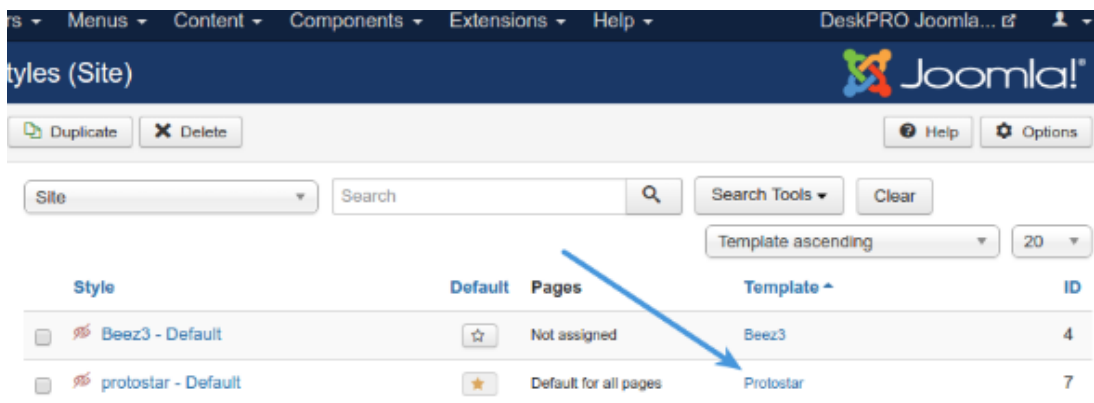 rs Menus Content Components Extensions Help DeskPRO Joomla...
tyles (Site) Joomla!®
Duplicate Delete Help Options
Site Search Search Tools Clear
Template ascending 20
Style Default Pages Template ID
Beez3 - Default Not assigned Beez3 4
protostar - Default Default for all pages Protostar 7